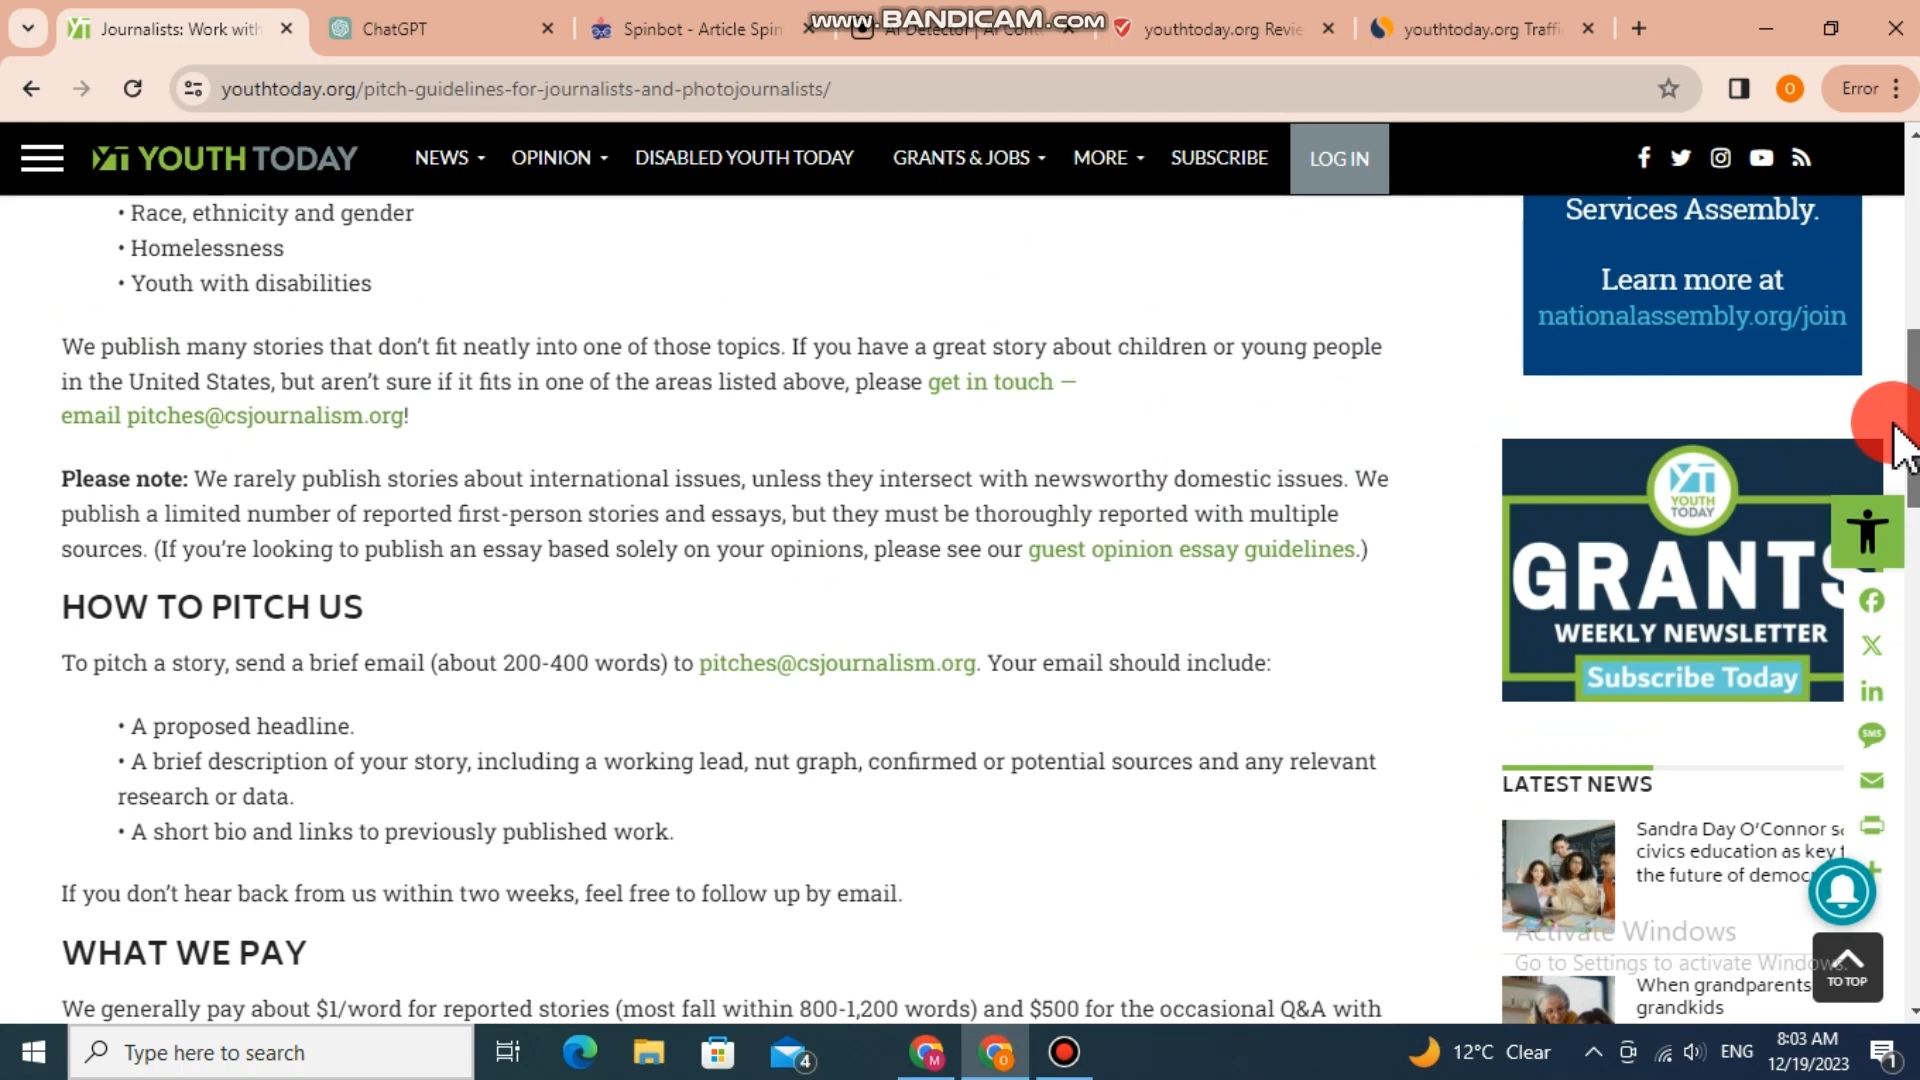 Journalists: Work with
ChatGPT
Spinbot - Article Spin
www.BANDICAM.com
AI Detector | AI Cont
youthtoday.org Revie
youthtoday.org Traffi
youthtoday.org/pitch-guidelines-for-journalists-and-photojournalists/
O
Error
YT YOUTH TODAY
NEWS
OPINION
DISABLED YOUTH TODAY
GRANTS & JOBS
MORE
SUBSCRIBE
LOG IN
• Race, ethnicity and gender
• Homelessness
• Youth with disabilities
We publish many stories that don’t fit neatly into one of those topics. If you have a great story about children or young people
in the United States, but aren’t sure if it fits in one of the areas listed above, please get in touch —
email pitches@csjournalism.org!
Please note: We rarely publish stories about international issues, unless they intersect with newsworthy domestic issues. We
publish a limited number of reported first-person stories and essays, but they must be thoroughly reported with multiple
sources. (If you’re looking to publish an essay based solely on your opinions, please see our guest opinion essay guidelines.)
HOW TO PITCH US
To pitch a story, send a brief email (about 200-400 words) to pitches@csjournalism.org. Your email should include:
• A proposed headline.
• A brief description of your story, including a working lead, nut graph, confirmed or potential sources and any relevant
research or data.
• A short bio and links to previously published work.
If you don’t hear back from us within two weeks, feel free to follow up by email.
WHAT WE PAY
We generally pay about $1/word for reported stories (most fall within 800-1,200 words) and $500 for the occasional Q&A with
Services Assembly.
Learn more at
nationalassembly.org/join
YT
YOUTH
TODAY
GRANTS
WEEKLY NEWSLETTER
Subscribe Today
SMS
LATEST NEWS
Sandra Day O’Connor sa
civics education as key t
the future of democ
When grandparents
grandkids
Activate Windows
Go to Settings to activate Windows.
TO TOP
Type here to search
4
M
O
12°C Clear
ENG
8:03 AM
12/19/2023
1